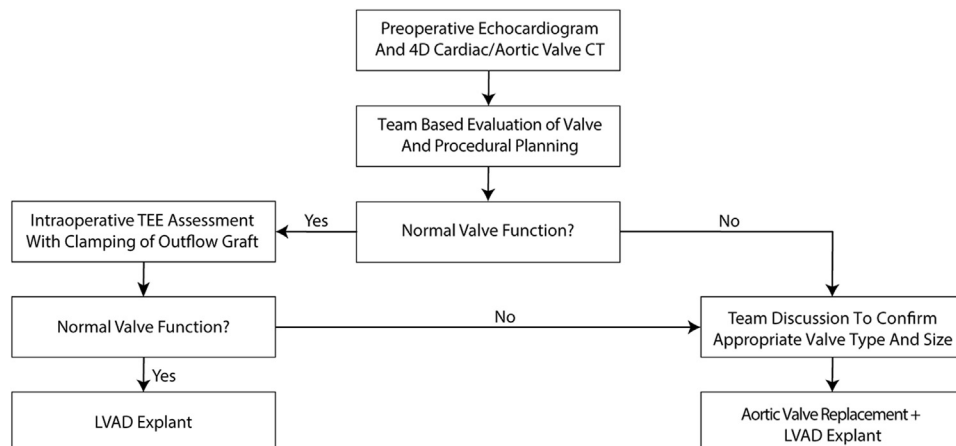 Preoperative Echocardiogram
And 4D Cardiac/Aortic Valve CT
Team Based Evaluation of Valve
And Procedural Planning
Intraoperative TEE Assessment
With Clamping of Outflow Graft
Yes
Normal Valve Function?
No
Normal Valve Function?
No
Team Discussion To Confirm
Appropriate Valve Type And Size
Yes
LVAD Explant
Aortic Valve Replacement +
LVAD Explant